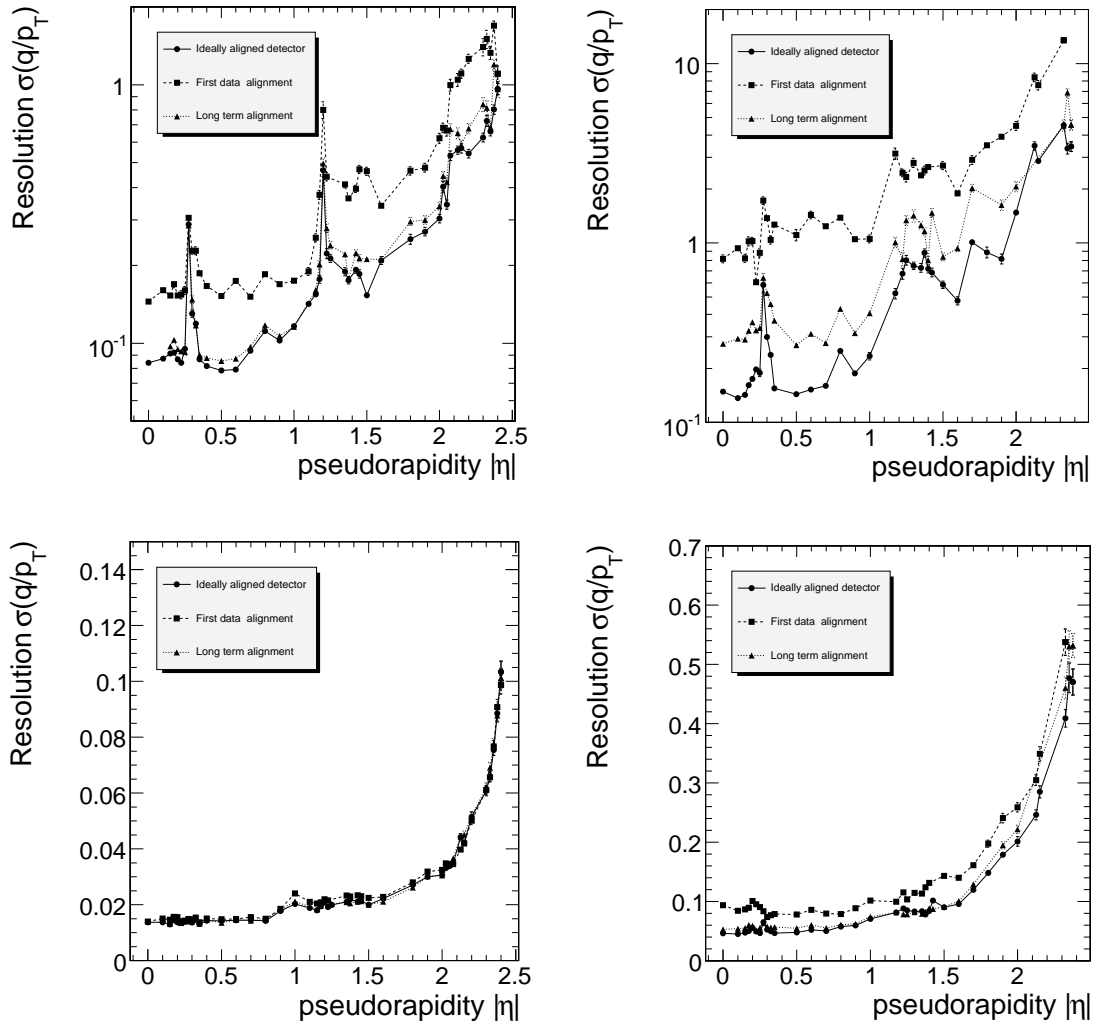 Resolution σ(q/p_T)
Ideally aligned detector
First data alignment
Long term alignment
1
10^-1
0 0.5 1 1.5 2 2.5
pseudorapidity |η|
Resolution σ(q/p_T)
Ideally aligned detector
First data alignment
Long term alignment
10
1
10^-1
0 0.5 1 1.5 2
pseudorapidity |η|
Resolution σ(q/p_T)
Ideally aligned detector
First data alignment
Long term alignment
0.14
0.12
0.1
0.08
0.06
0.04
0.02
0
0 0.5 1 1.5 2 2.5
pseudorapidity |η|
Resolution σ(q/p_T)
Ideally aligned detector
First data alignment
Long term alignment
0.7
0.6
0.5
0.4
0.3
0.2
0.1
0
0 0.5 1 1.5 2
pseudorapidity |η|